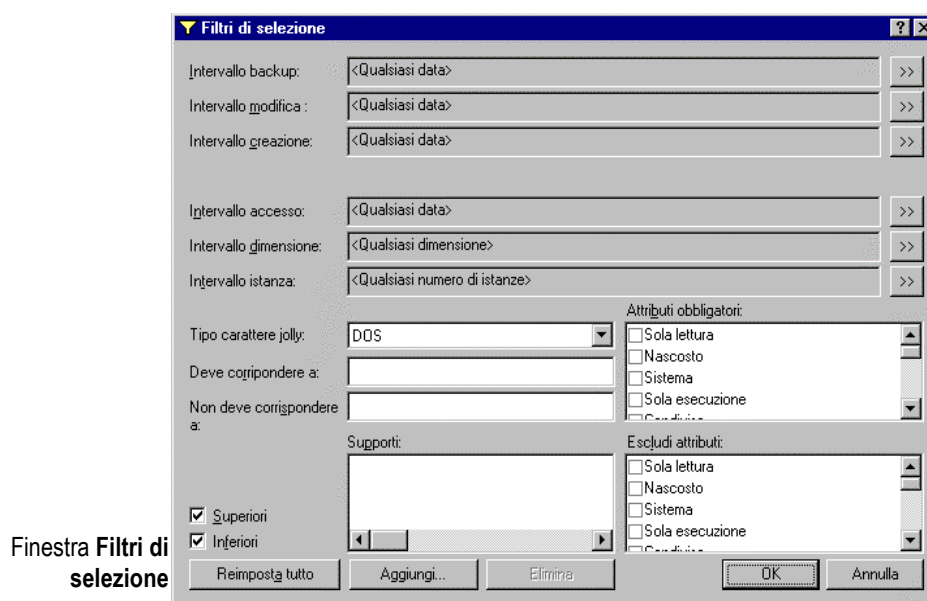 Filtri di selezione
Intervallo backup: <Qualsiasi data> >>
Intervallo modifica : <Qualsiasi data> >>
Intervallo creazione: <Qualsiasi data> >>
Intervallo accesso: <Qualsiasi data> >>
Intervallo dimensione: <Qualsiasi dimensione> >>
Intervallo istanza: <Qualsiasi numero di istanze> >>
Attributi obbligatori:
Tipo carattere jolly: DOS
Sola lettura
Nascosto
Deve corripondere a:
Sistema
Sola esecuzione
Non deve corrispondere
a:
Condiviso
Supporti:
Escludi attributi:
Sola lettura
Nascosto
Sistema
Sola esecuzione
Condiviso
Superiori
Inferiori
Finestra Filtri di
selezione
Reimposta tutto Aggiungi... Elimina OK Annulla